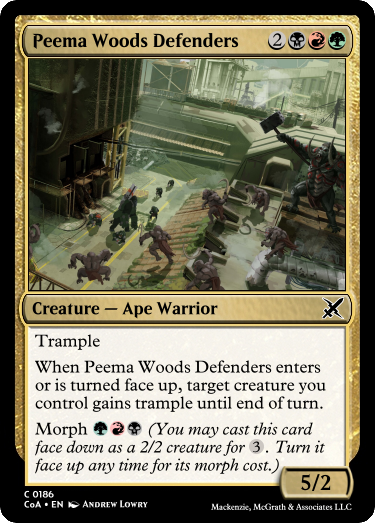 Peema Woods Defenders 2
Creature — Ape Warrior
Trample
When Peema Woods Defenders enters
or is turned face up, target creature you
control gains trample until end of turn.
Morph (You may cast this card
face down as a 2/2 creature for 3. Turn it
face up any time for its morph cost.)
5/2
C 0186
CoA • EN Andrew Lowry
Mackenzie, McGrath & Associates LLC